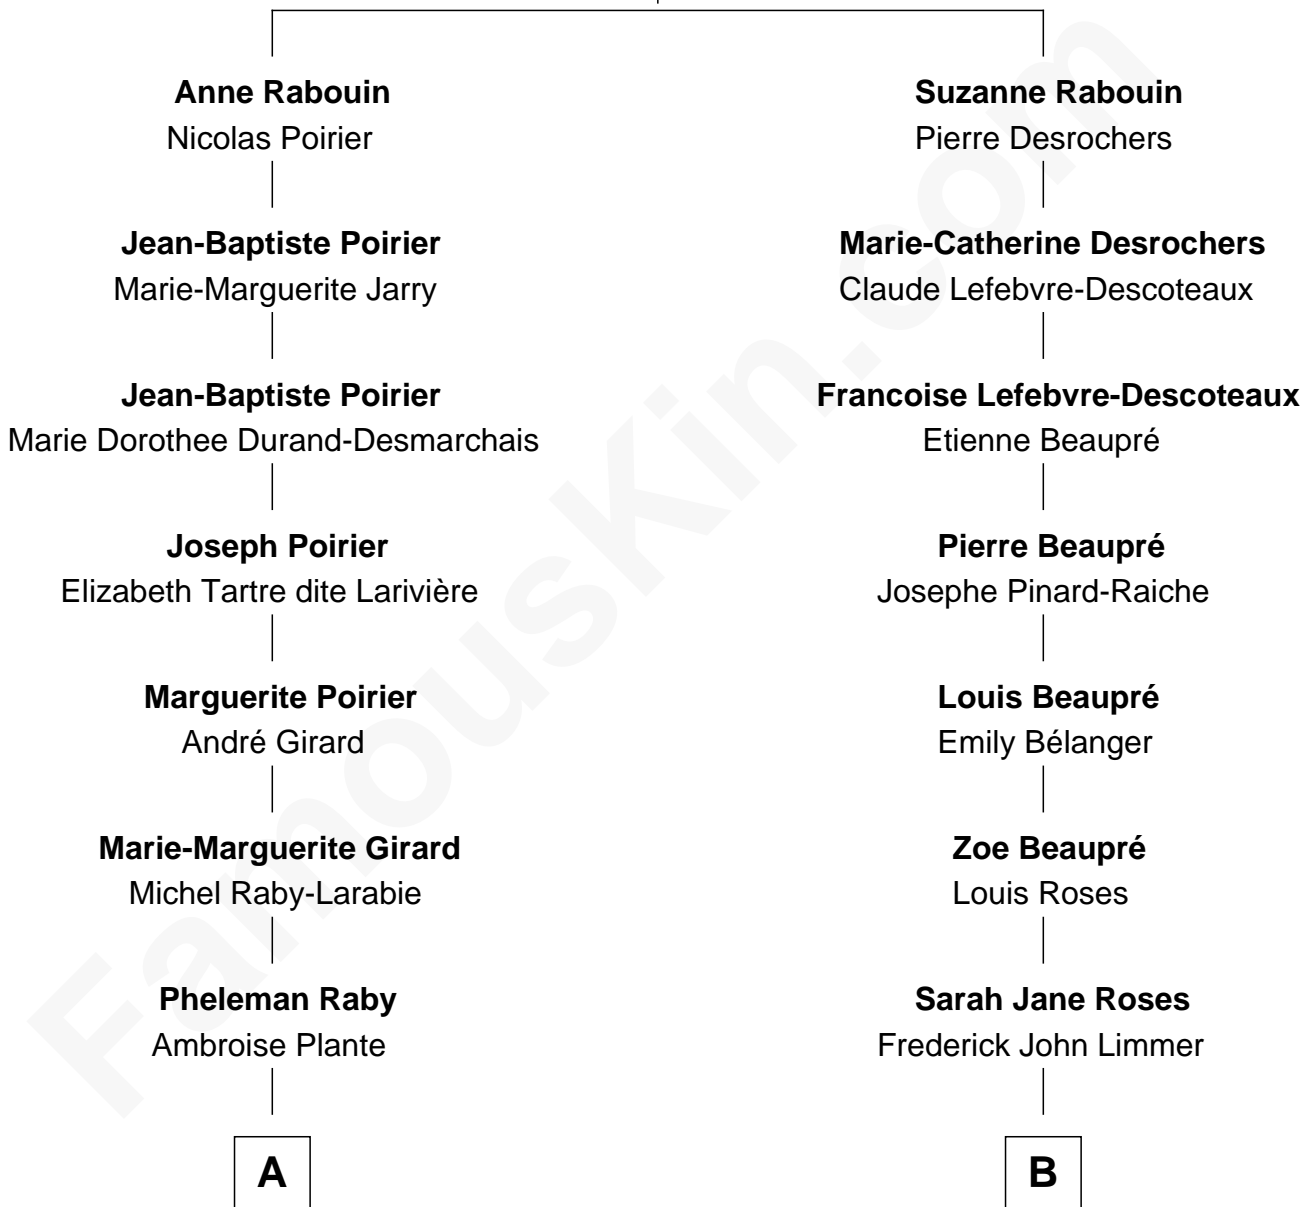 Anne Rabouin
Nicolas Poirier
Jean-Baptiste Poirier
Marie-Marguerite Jarry
Jean-Baptiste Poirier
Marie Dorothee Durand-Desmarchais
Joseph Poirier
Elizabeth Tartre dite Larivière
Marguerite Poirier
André Girard
Marie-Marguerite Girard
Michel Raby-Larabie
Pheleman Raby
Ambroise Plante
A
Suzanne Rabouin
Pierre Desrochers
Marie-Catherine Desrochers
Claude Lefebvre-Descoteaux
Francoise Lefebvre-Descoteaux
Etienne Beaupré
Pierre Beaupré
Josephe Pinard-Raiche
Louis Beaupré
Emily Bélanger
Zoe Beaupré
Louis Roses
Sarah Jane Roses
Frederick John Limmer
B
FamousKin.com